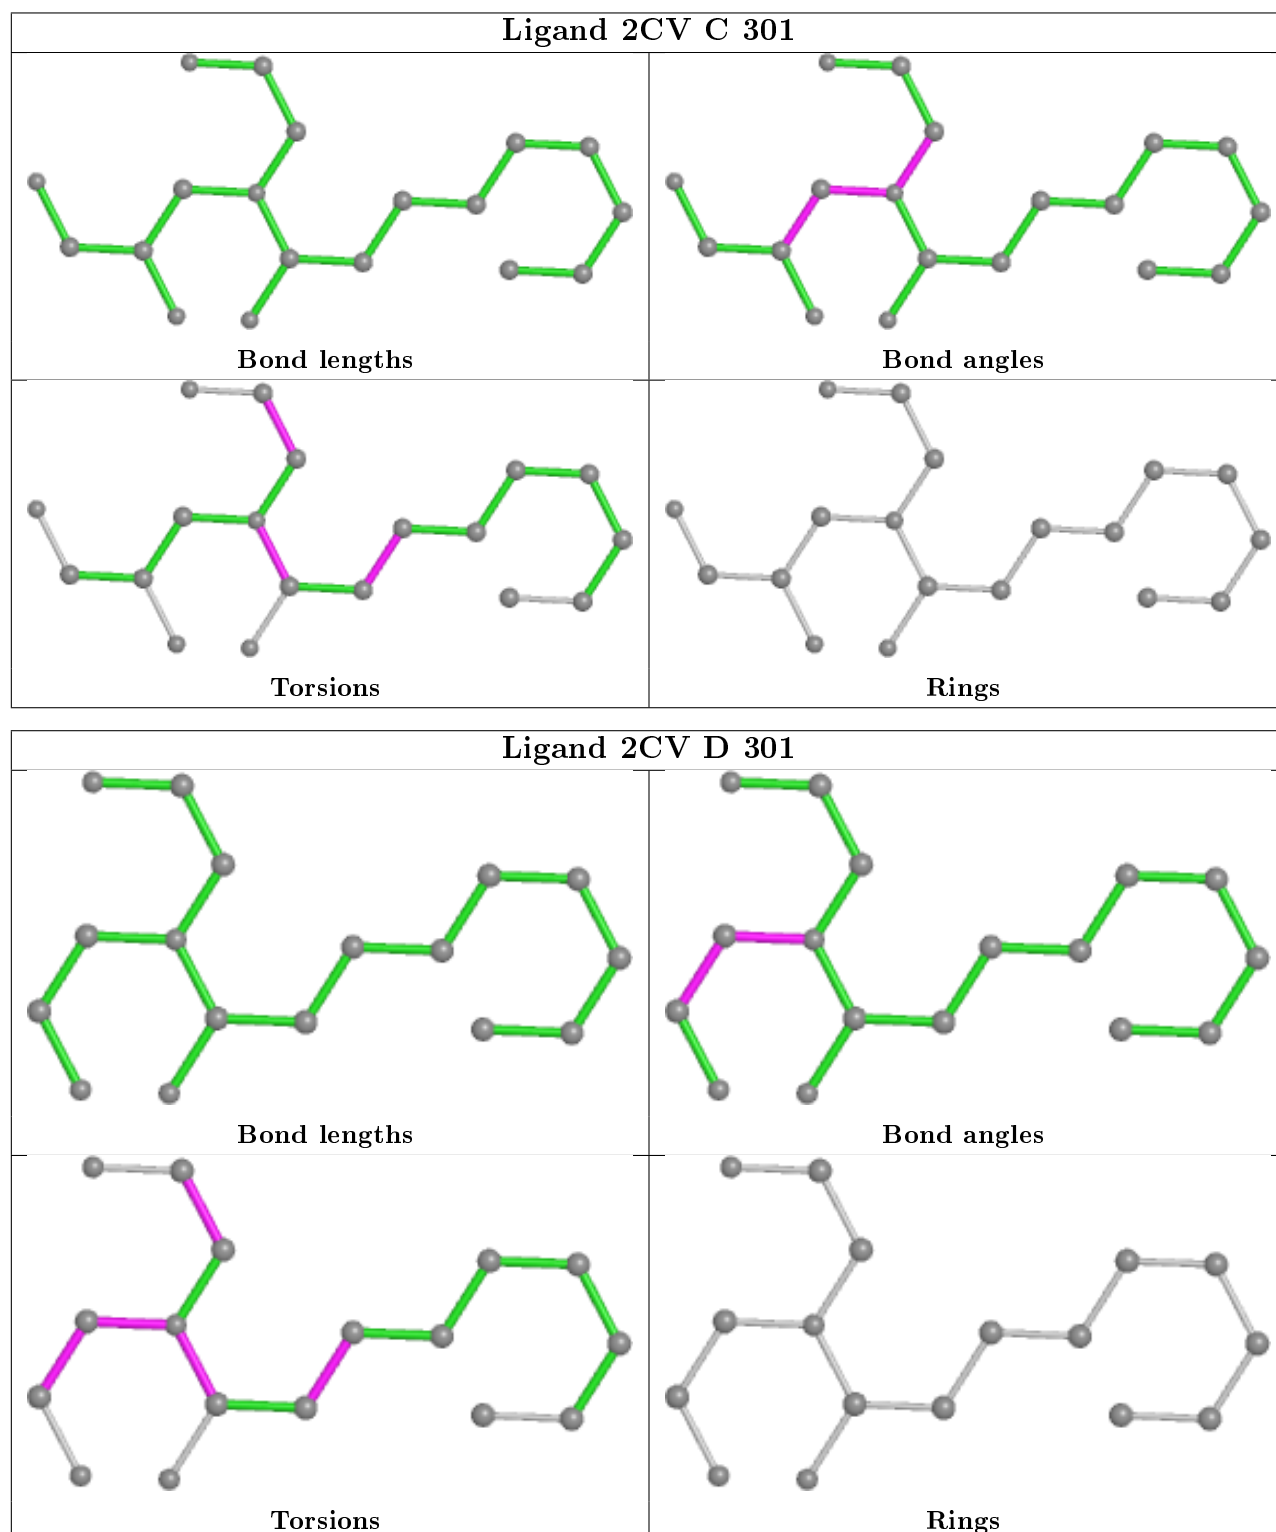 Ligand 2CV C 301
Bond lengths
Bond angles
Torsions
Rings
Ligand 2CV D 301
Bond lengths
Bond angles
Torsions
Rings